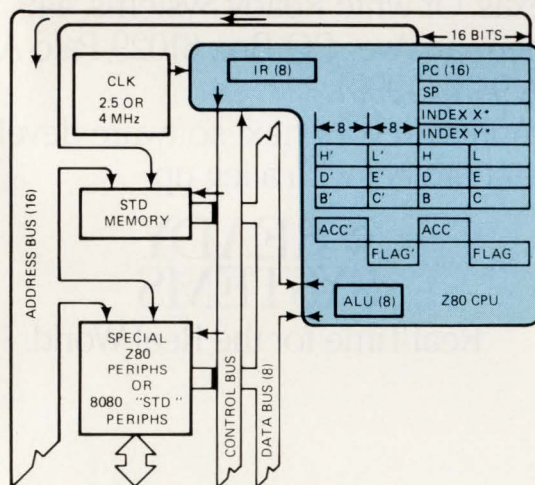 16 BITS
CLK
2.5 OR
4 MHz
IR (8)
PC (16)
SP
INDEX X*
INDEX Y*
8
8
H'
L'
H
L
D'
E'
D
E
B'
C'
B
C
ACC'
ACC
FLAG'
FLAG
ALU (8)
Z80 CPU
ADDRESS BUS (16)
STD
MEMORY
SPECIAL
Z80
PERIPHS
OR
8080 "STD"
PERIPHS
CONTROL BUS
DATA BUS (8)